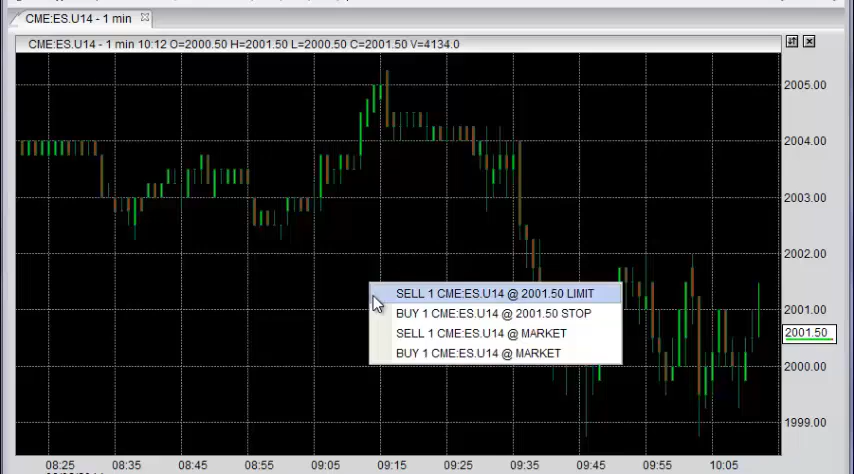 CME:ES.U14 - 1 min
CME:ES.U14 - 1 min 10:12 O=2000.50 H=2001.50 L=2000.50 C=2001.50 V=4134.0
2005.00
2004.00
2003.00
2002.00
SELL 1 CME:ES.U14 @ 2001.50 LIMIT
2001.00
BUY 1 CME:ES.U14 @ 2001.50 STOP
SELL 1 CME:ES.U14 @ MARKET
2001.50
BUY 1 CME:ES.U14 @ MARKET
2000.00
1999.00
08:25 08:35 08:45 08:55 09:05 09:15 09:25 09:35 09:45 09:55 10:05